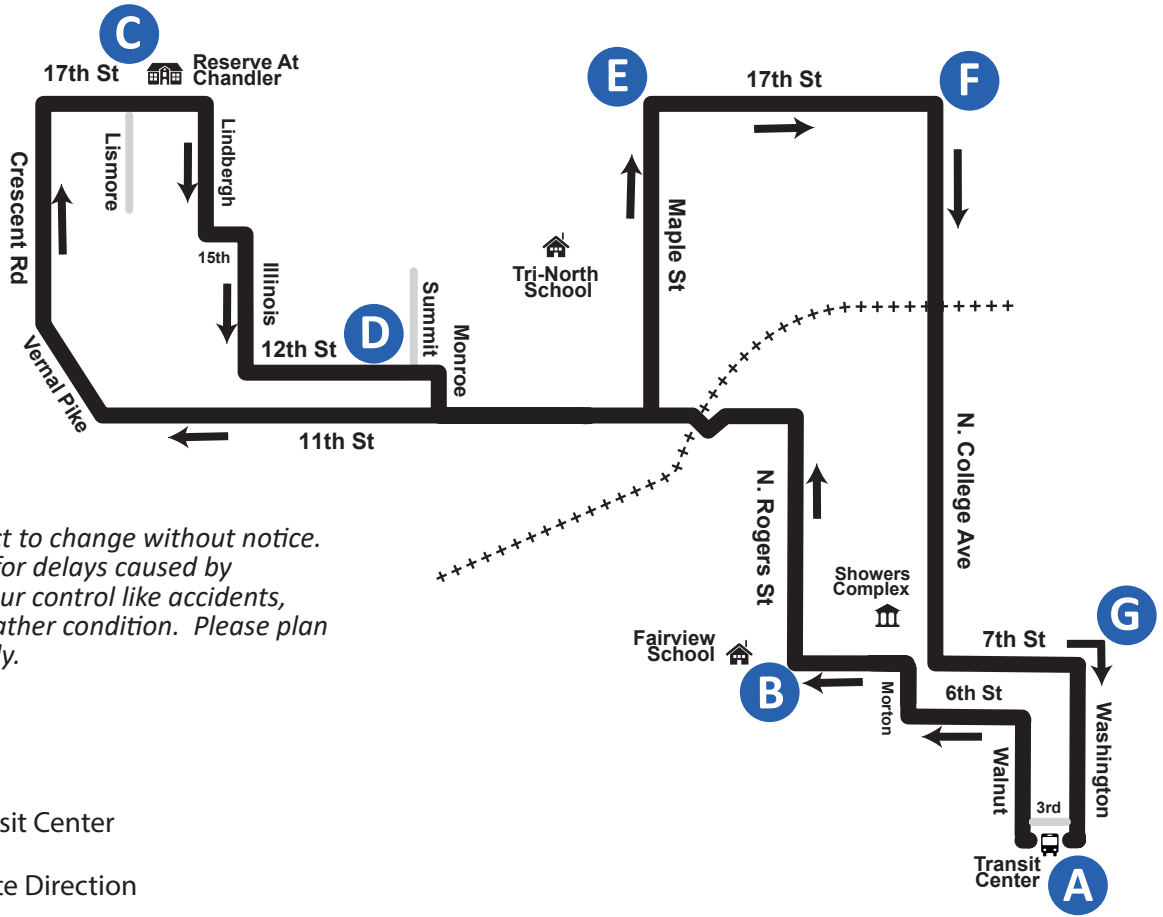 C
17th St
Reserve At
Chandler
E
17th St
F
Lismore
Lindbergh
Crescent Rd
Maple St
Tri-North
School
15th
Illinois
Summit
D
12th St
Monroe
Vernal Pike
11th St
N. College Ave
N. Rogers St
ct to change without notice.
for delays caused by
ur control like accidents,
ather condition. Please plan
ly.
Showers
Complex
G
Fairview
School
7th St
B
Morton
6th St
Washington
Walnut
3rd
sit Center
Transit
Center
A
te Direction